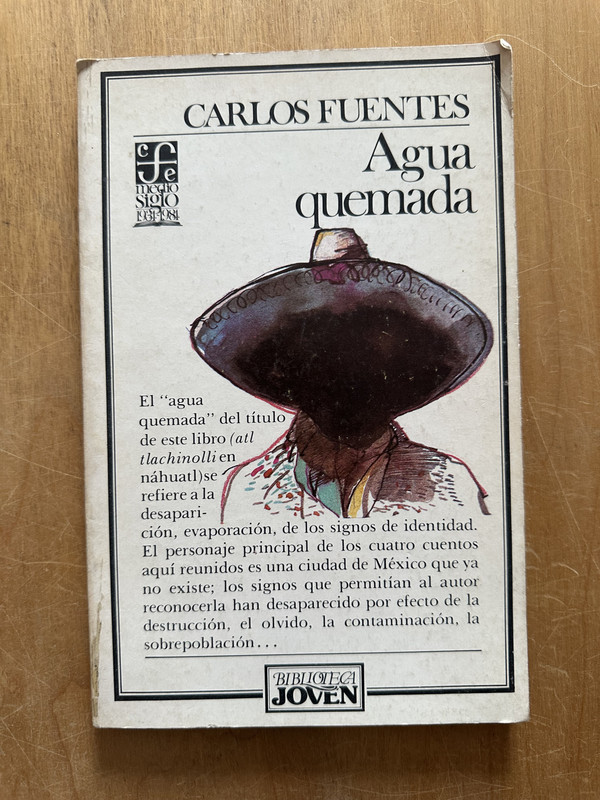 CARLOS FUENTES
Agua
quemada
cfe
medio
siglo
1934-1984
El "agua
quemada" del título
de este libro (atl
tlachinolli en
náhuatl) se
refiere a la
desapari-
ción, evaporación, de los signos de identidad.
El personaje principal de los cuatro cuentos
aquí reunidos es una ciudad de México que ya
no existe; los signos que permitían al autor
reconocerla han desaparecido por efecto de la
destrucción, el olvido, la contaminación, la
sobrepoblación...
BIBLIOTECA
JOVEN